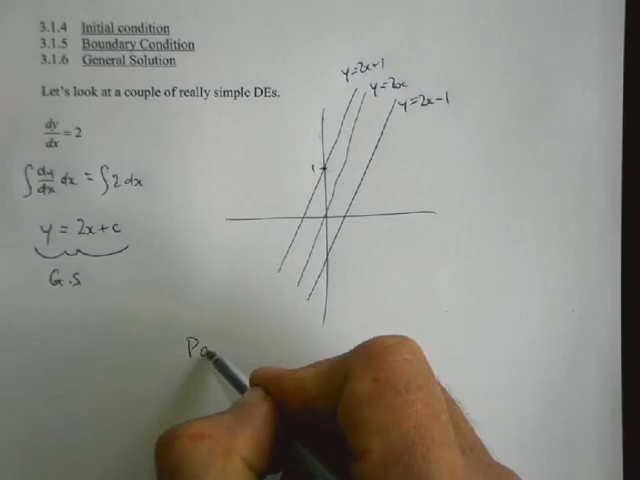 3.1.4 Initial condition
3.1.5 Boundary Condition
3.1.6 General Solution
Let's look at a couple of really simple DEs.
dy/dx = 2
∫ dy/dx dx = ∫ 2 dx
y = 2x + c
G.S
y=2x+1
y=2x
y=2x-1
1
Pa